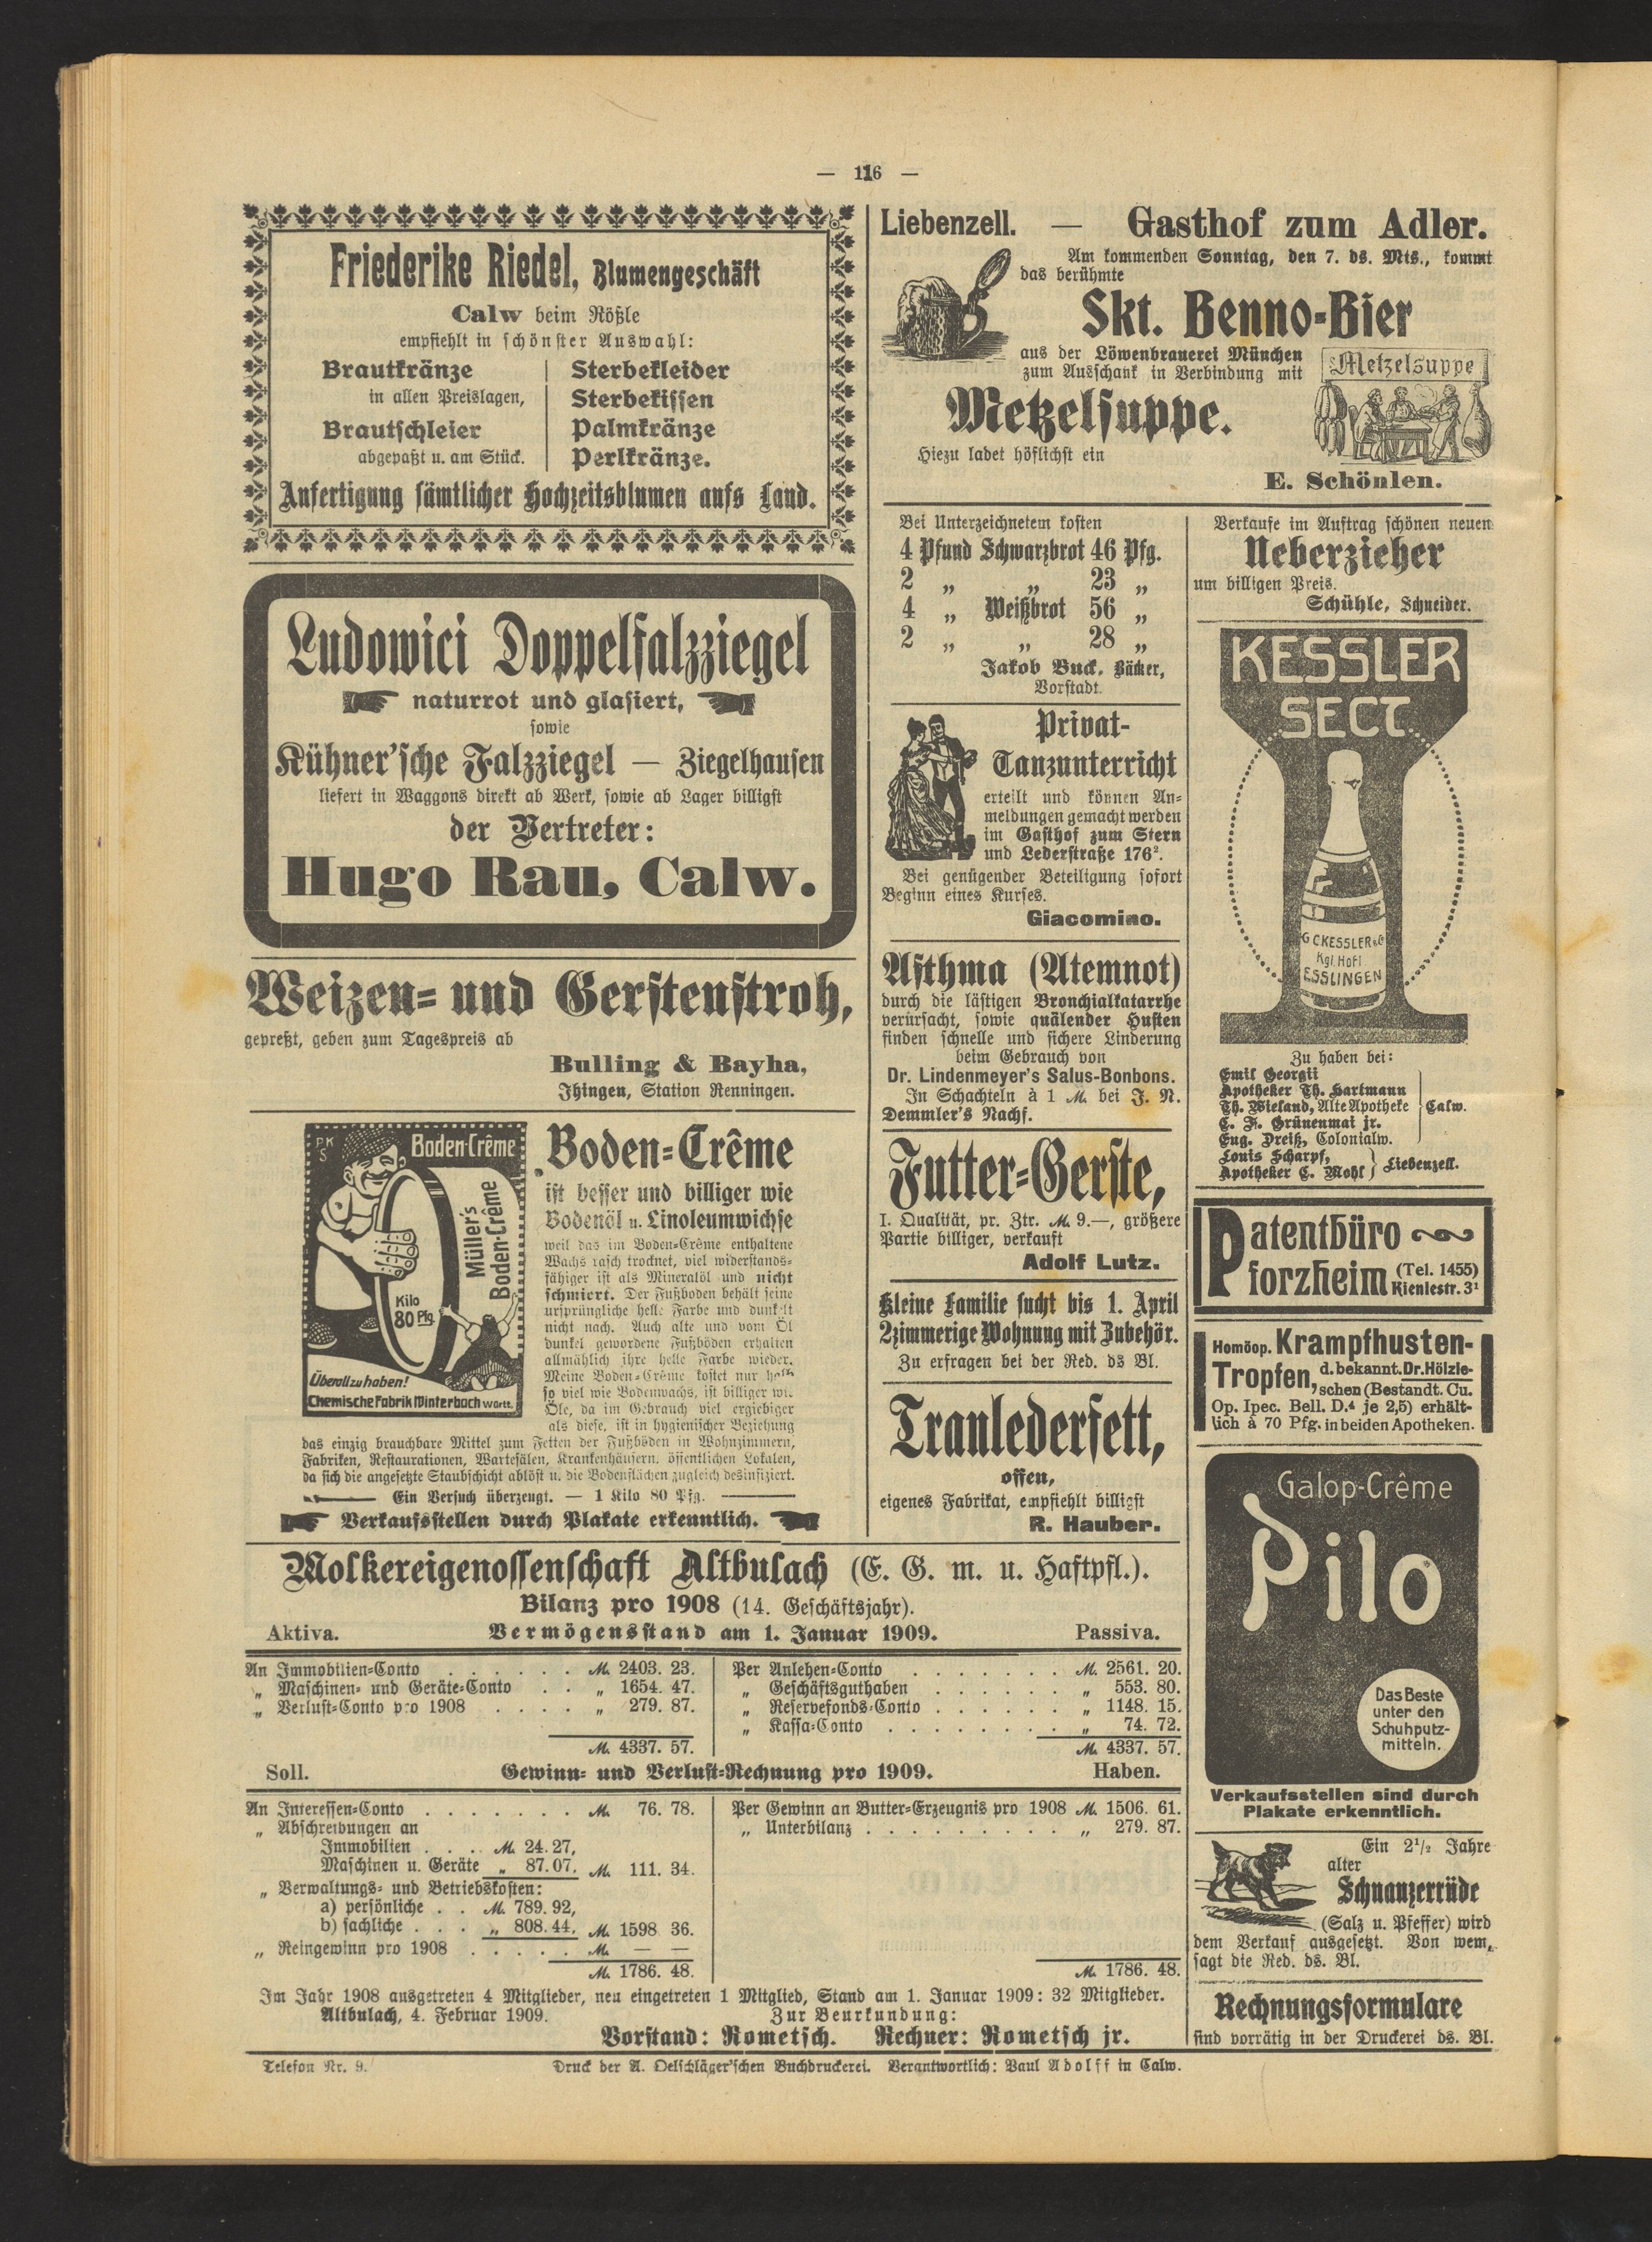 — 116 —
Friederike Riedel, Blumengeschäft
Calw beim Rößle
empfiehlt in schönster Auswahl:
Brautkränze
in allen Preislagen,
Brautschleier
abgepaßt u. am Stück.
Sterbekleider
Sterbekissen
Palmkränze
Perlkränze.
Anfertigung sämtlicher Hochzeitsblumen aufs Land.
Ludowici Doppelfalzziegel
naturrot und glasiert,
sowie
Kühner'sche Falzziegel — Ziegelhausen
liefert in Waggons direkt ab Werk, sowie ab Lager billigst
der Vertreter:
Hugo Rau, Calw.
Weizen- und Gerstenstroh,
gepreßt, geben zum Tagespreis ab
Bulling & Bayha,
Ihingen, Station Renningen.
PK
S
Boden-Crême
Müller's
Boden-Crême
Kilo
80 Pfg.
Überall zu haben!
Chemische Fabrik Winterbach Württ.
Boden-Crême
ist besser und billiger wie
Bodenöl u. Linoleumwichse
weil das im Boden-Crême enthaltene
Wachs rasch trocknet, viel widerstands-
fähiger ist als Mineralöl und nicht
schmiert. Der Fußboden behält seine
ursprüngliche helle Farbe und dunkelt
nicht nach. Auch alte und vom Öl
dunkel gewordene Fußböden erhalten
allmählich ihre helle Farbe wieder.
Meine Boden-Crême kostet nur halb
so viel wie Bodenwachs, ist billiger wie
Öle, da im Gebrauch viel ergiebiger
als diese, ist in hygienischer Beziehung
das einzig brauchbare Mittel zum Fetten der Fußböden in Wohnzimmern,
Fabriken, Restaurationen, Wartesälen, Krankenhäusern, öffentlichen Lokalen,
da sich die angesetzte Staubschicht ablöst u. die Bodenflächen zugleich desinfiziert.
Ein Versuch überzeugt. — 1 Kilo 80 Pfg.
Verkaufsstellen durch Plakate erkenntlich.
Liebenzell. — Gasthof zum Adler.
Am kommenden Sonntag, den 7. ds. Mts., kommt
das berühmte
Skt. Benno-Bier
aus der Löwenbrauerei München
zum Ausschank in Verbindung mit
Metzelsuppe
Metzelsuppe.
Hiezu ladet höflichst ein
E. Schönlen.
Bei Unterzeichnetem kosten
4 Pfund Schwarzbrot 46 Pfg.
2 „ „ 23 „
4 „ Weißbrot 56 „
2 „ „ 28 „
Jakob Buck, Bäcker,
Vorstadt.
Privat-
Tanzunterricht
erteilt und können An-
meldungen gemacht werden
im Gasthof zum Stern
und Lederstraße 176².
Bei genügender Beteiligung sofort
Beginn eines Kurses.
Giacomino.
Asthma (Atemnot)
durch die lästigen Bronchialkatarrhe
verursacht, sowie quälender Husten
finden schnelle und sichere Linderung
beim Gebrauch von
Dr. Lindenmeyer's Salus-Bonbons.
In Schachteln à 1 M. bei J. N.
Demmler's Nachf.
Futter-Gerste,
I. Qualität, pr. Ztr. M. 9.—, größere
Partie billiger, verkauft
Adolf Lutz.
Kleine Familie sucht bis 1. April
2zimmerige Wohnung mit Zubehör.
Zu erfragen bei der Red. ds Bl.
Tranlederfett,
offen,
eigenes Fabrikat, empfiehlt billigst
R. Hauber.
Verkaufe im Auftrag schönen neuen
Ueberzieher
um billigen Preis.
Schühle, Schneider.
KESSLER
SECT
G.C.KESSLER & Co
Kgl. Hofl
ESSLINGEN
Zu haben bei:
Emil Georgii
Apotheker Th. Hartmann
Th. Wieland, Alte Apotheke
C. F. Grünenmai jr.
Eug. Dreiß, Colonialw.
Calw.
Louis Scharpf,
Apotheker C. Mohl
Liebenzell.
Patentbüro
Pforzheim (Tel. 1455)
Kienlestr. 3¹
Homöop. Krampfhusten-
Tropfen, d. bekannt. Dr. Hölzle-
schen (Bestandt. Cu.
Op. Ipec. Bell. D.⁴ je 2,5) erhält-
lich à 70 Pfg. in beiden Apotheken.
Galop-Crême
Pilo
Das Beste
unter den
Schuhputz-
mitteln.
Verkaufsstellen sind durch
Plakate erkenntlich.
Ein 2½ Jahre
alter
Schnauzerrüde
(Salz u. Pfeffer) wird
dem Verkauf ausgesetzt. Von wem,
sagt die Red. ds. Bl.
Rechnungsformulare
sind vorrätig in der Druckerei ds. Bl.
Molkereigenossenschaft Altbulach (E. G. m. u. Haftpfl.).
Bilanz pro 1908 (14. Geschäftsjahr).
Aktiva. Vermögensstand am 1. Januar 1909. Passiva.
An Immobilien-Conto . . . . . . M. 2403. 23.
„ Maschinen- und Geräte-Conto . . „ 1654. 47.
„ Verlust-Conto pro 1908 . . . . „ 279. 87.
M. 4337. 57.
Per Anlehen-Conto . . . . . . . M. 2561. 20.
„ Geschäftsguthaben . . . . . . „ 553. 80.
„ Reservefonds-Conto . . . . . . „ 1148. 15.
„ Kassa-Conto . . . . . . . . „ 74. 72.
M. 4337. 57.
Soll. Gewinn- und Verlust-Rechnung pro 1909. Haben.
An Interessen-Conto . . . . . . . M. 76. 78.
„ Abschreibungen an
Immobilien . . . M. 24. 27,
Maschinen u. Geräte „ 87. 07, M. 111. 34.
„ Verwaltungs- und Betriebskosten:
a) persönliche . . M. 789. 92,
b) sachliche . . . „ 808. 44, M. 1598 36.
„ Reingewinn pro 1908 . . . . . M. — —
M. 1786. 48.
Per Gewinn an Butter-Erzeugnis pro 1908 M. 1506. 61.
„ Unterbilanz . . . . . . . . . „ 279. 87.
M. 1786. 48.
Im Jahr 1908 ausgetreten 4 Mitglieder, neu eingetreten 1 Mitglied, Stand am 1. Januar 1909: 32 Mitglieder.
Altbulach, 4. Februar 1909. Zur Beurkundung:
Vorstand: Rometsch. Rechner: Rometsch jr.
Telefon Nr. 9. Druck der A. Oelschläger'schen Buchdruckerei. Verantwortlich: Paul Adolff in Calw.